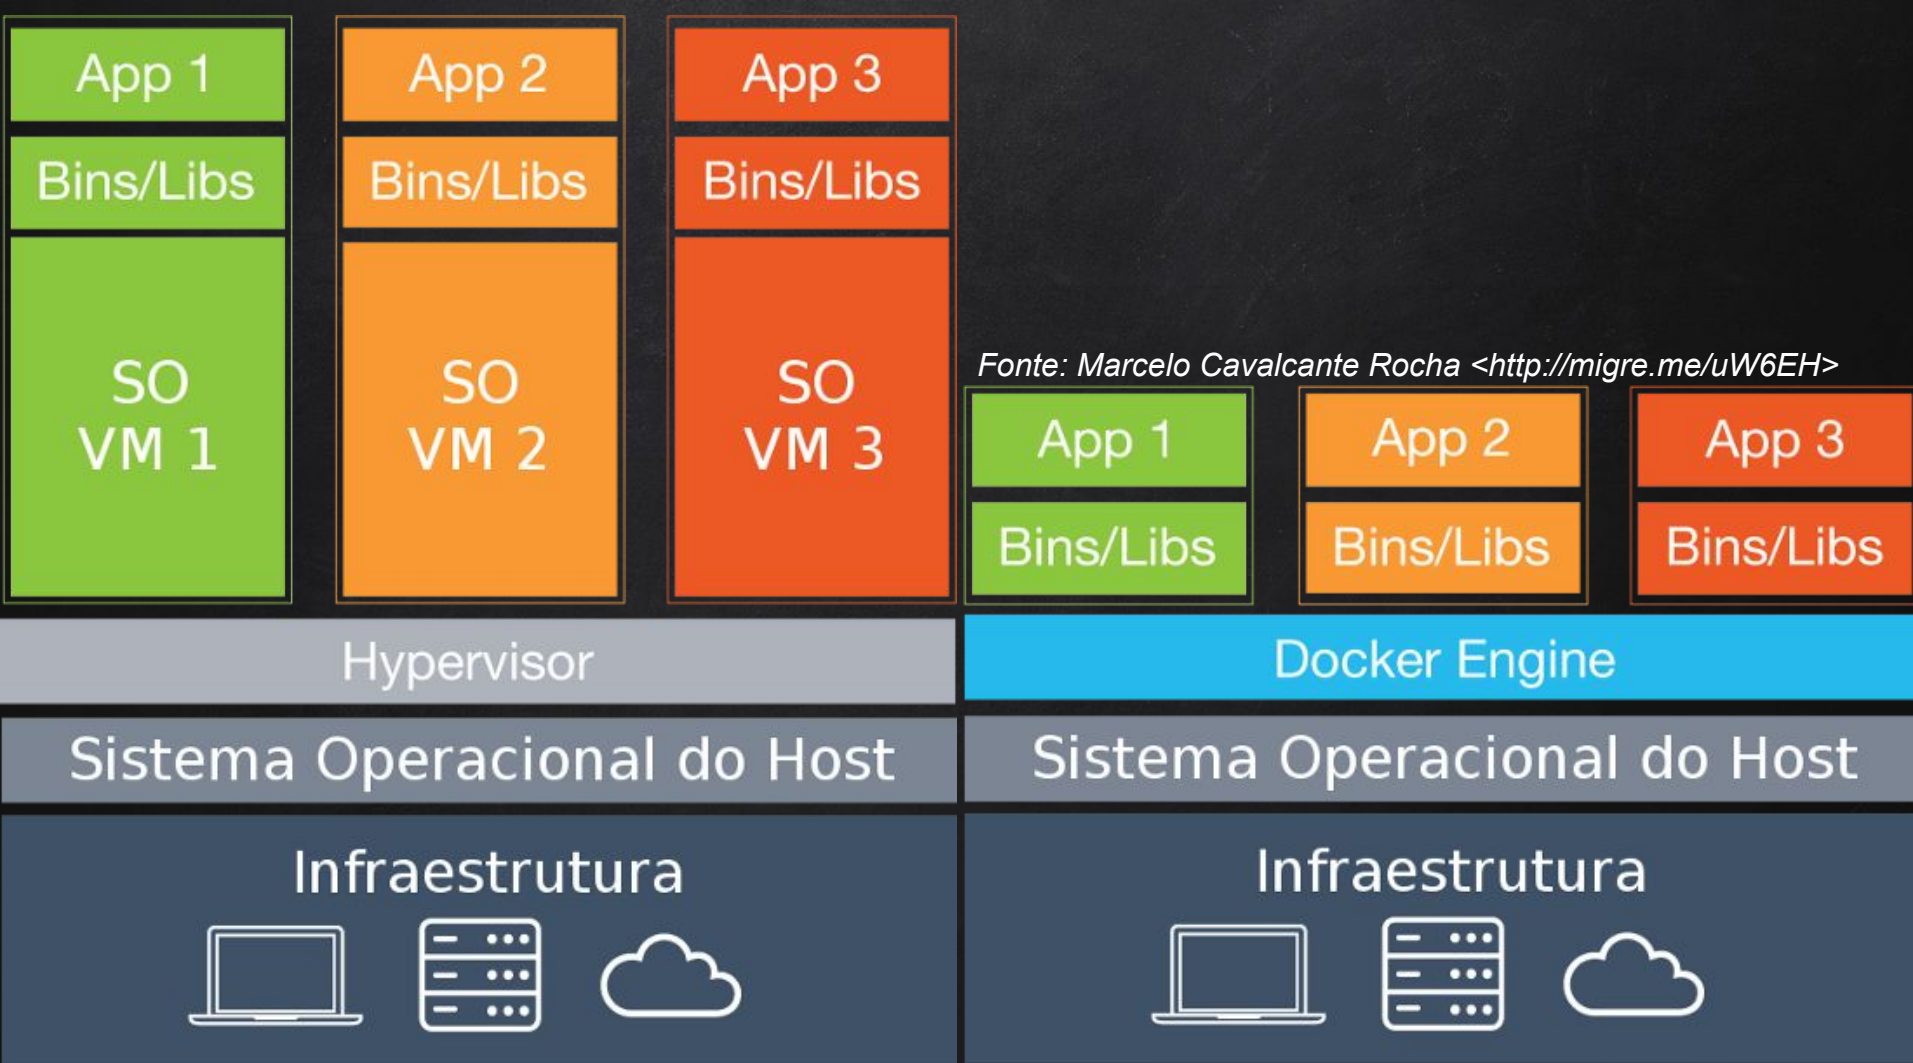 App 1
App 2
App 3
Bins/Libs
Bins/Libs
Bins/Libs
SO
VM 1
SO
VM 2
SO
VM 3
Hypervisor
Sistema Operacional do Host
Infraestrutura
Fonte: Marcelo Cavalcante Rocha <http://migre.me/uW6EH>
App 1
App 2
App 3
Bins/Libs
Bins/Libs
Bins/Libs
Docker Engine
Sistema Operacional do Host
Infraestrutura